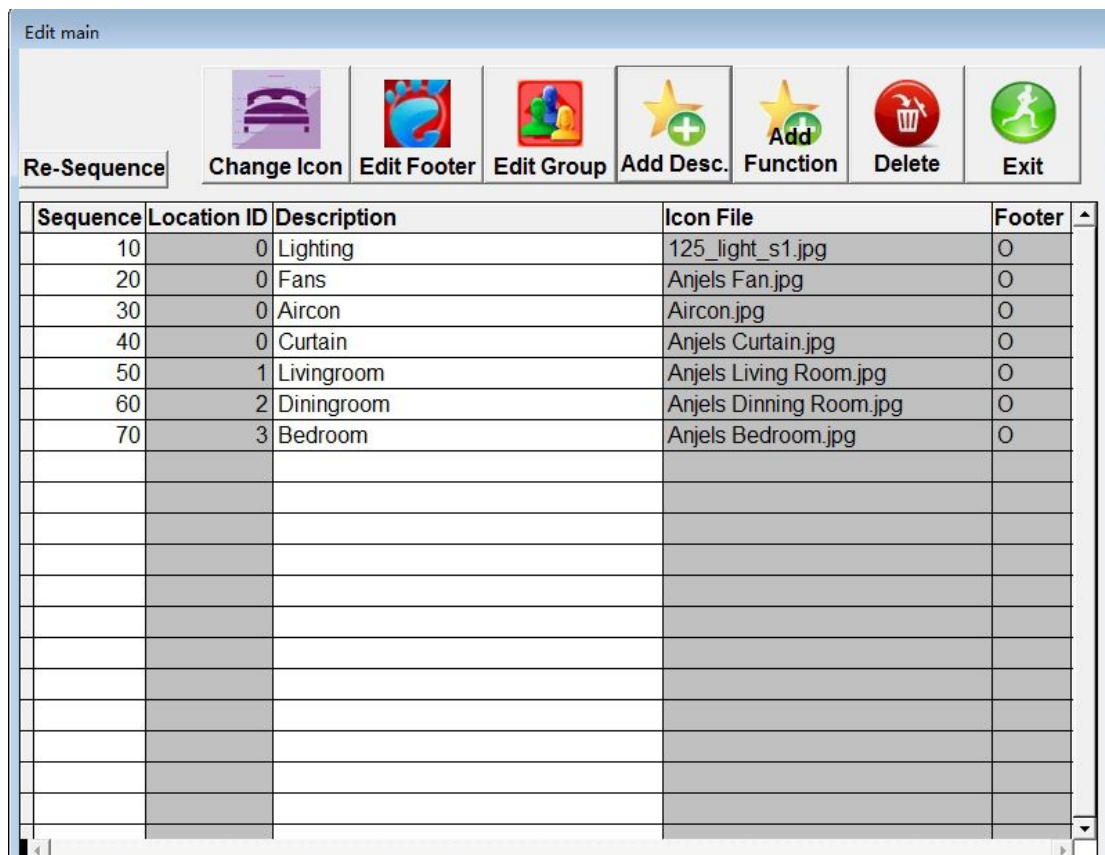 Edit main
Re-Sequence Change Icon Edit Footer Edit Group Add Desc. Add Function Delete Exit
Sequence Location ID Description Icon File Footer
10 0 Lighting 125_light_s1.jpg O
20 0 Fans Anjels Fan.jpg O
30 0 Aircon Aircon.jpg O
40 0 Curtain Anjels Curtain.jpg O
50 1 Livingroom Anjels Living Room.jpg O
60 2 Diningroom Anjels Dinning Room.jpg O
70 3 Bedroom Anjels Bedroom.jpg O